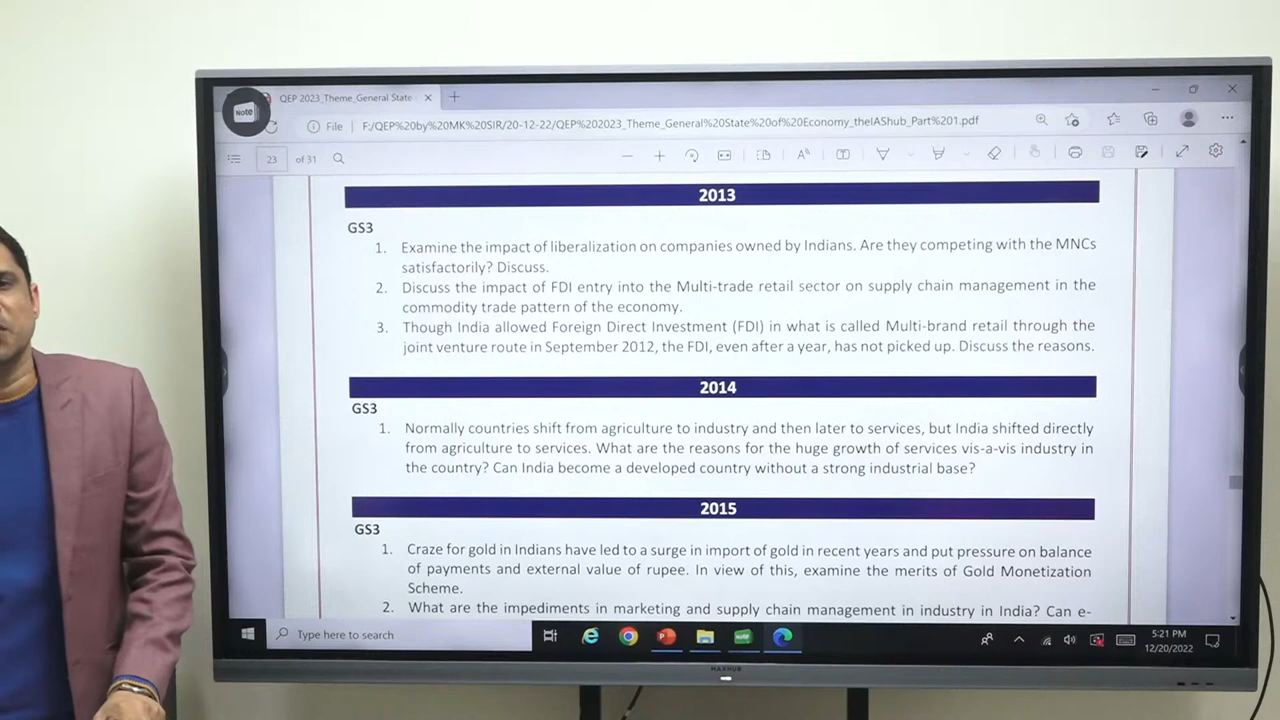 Note
QEP 2023_Theme_General State
File | F:/QEP%20by%20MK%20SIR/20-12-22/QEP%202023_Theme_General%20State%20of%20Economy_theIAShub_Part%201.pdf
23 of 31
2013
GS3
1. Examine the impact of liberalization on companies owned by Indians. Are they competing with the MNCs
satisfactorily? Discuss.
2. Discuss the impact of FDI entry into the Multi-trade retail sector on supply chain management in the
commodity trade pattern of the economy.
3. Though India allowed Foreign Direct Investment (FDI) in what is called Multi-brand retail through the
joint venture route in September 2012, the FDI, even after a year, has not picked up. Discuss the reasons.
2014
GS3
1. Normally countries shift from agriculture to industry and then later to services, but India shifted directly
from agriculture to services. What are the reasons for the huge growth of services vis-a-vis industry in
the country? Can India become a developed country without a strong industrial base?
2015
GS3
1. Craze for gold in Indians have led to a surge in import of gold in recent years and put pressure on balance
of payments and external value of rupee. In view of this, examine the merits of Gold Monetization
Scheme.
2. What are the impediments in marketing and supply chain management in industry in India? Can e-
Type here to search
5:21 PM
12/20/2022
MAXHUB